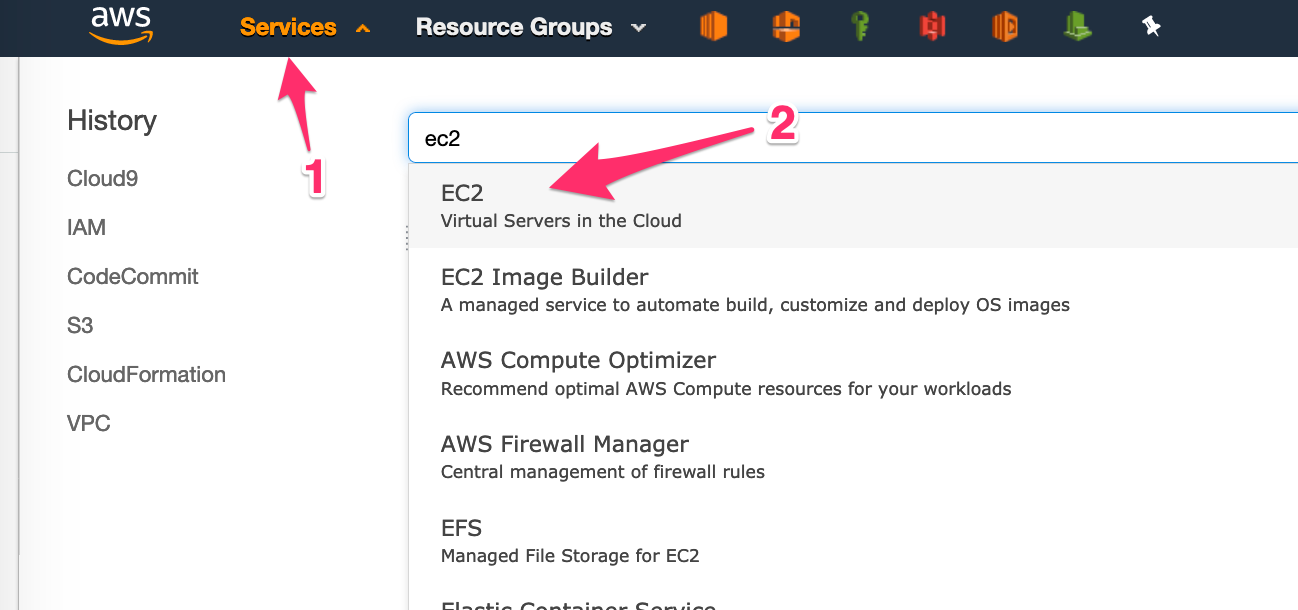 aws Services Resource Groups
History
Cloud9
IAM
CodeCommit
S3
CloudFormation
VPC
1
2
ec2
EC2
Virtual Servers in the Cloud
EC2 Image Builder
A managed service to automate build, customize and deploy OS images
AWS Compute Optimizer
Recommend optimal AWS Compute resources for your workloads
AWS Firewall Manager
Central management of firewall rules
EFS
Managed File Storage for EC2
Elastic Container Service